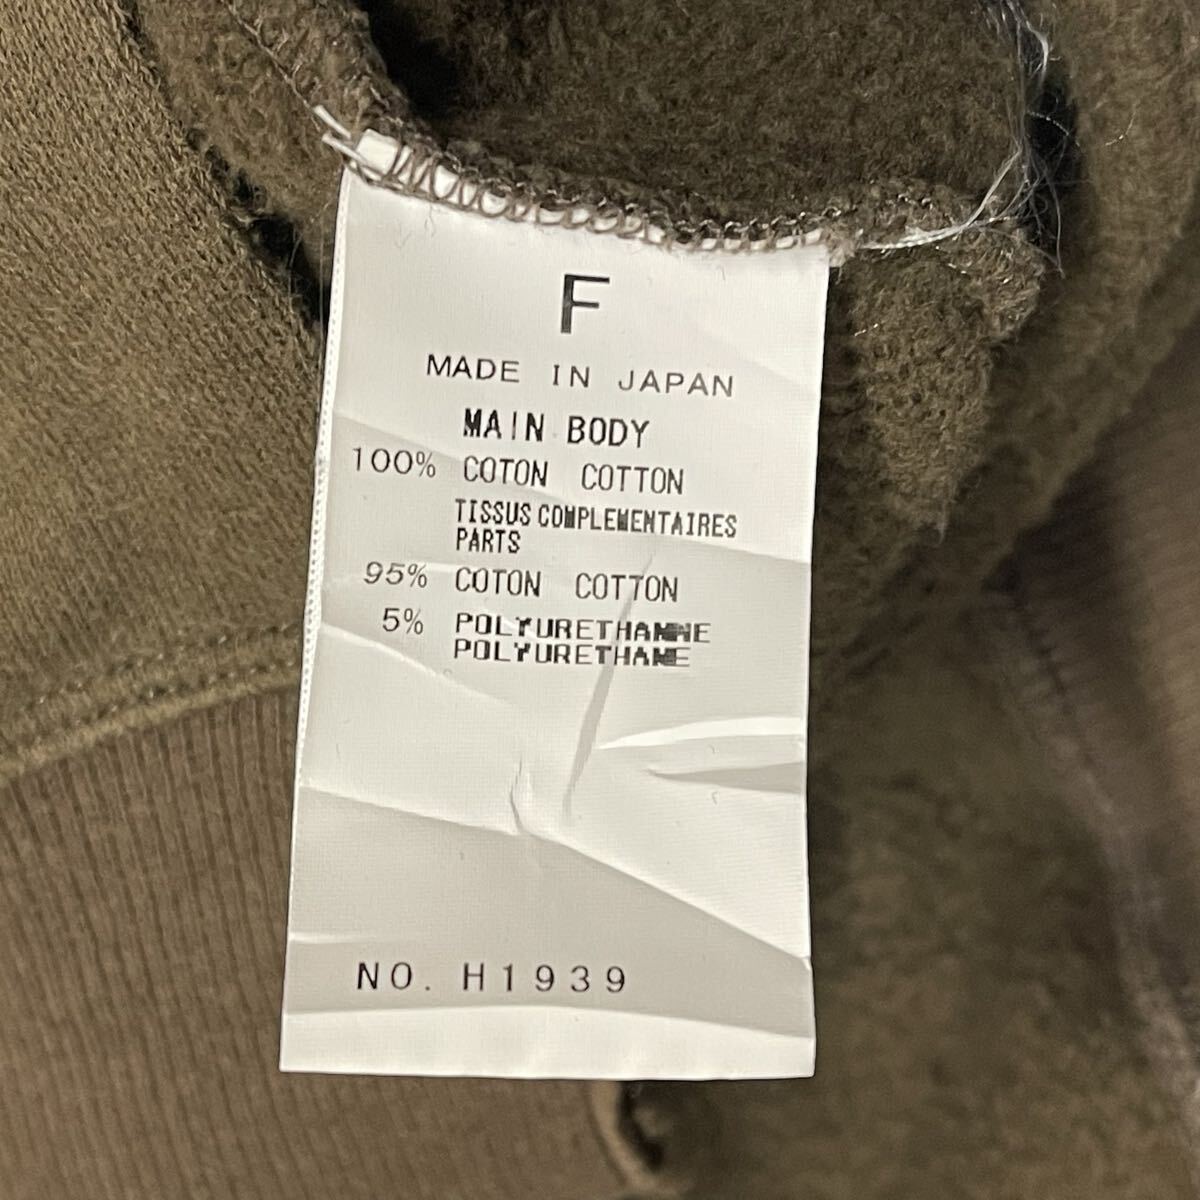 F
MADE IN JAPAN
MAIN BODY
100% COTON COTTON
TISSUS COMPLEMENTAIRES
PARTS
95% COTON COTTON
5% POLYURETHANNE
POLYURETHANE
NO. H1939